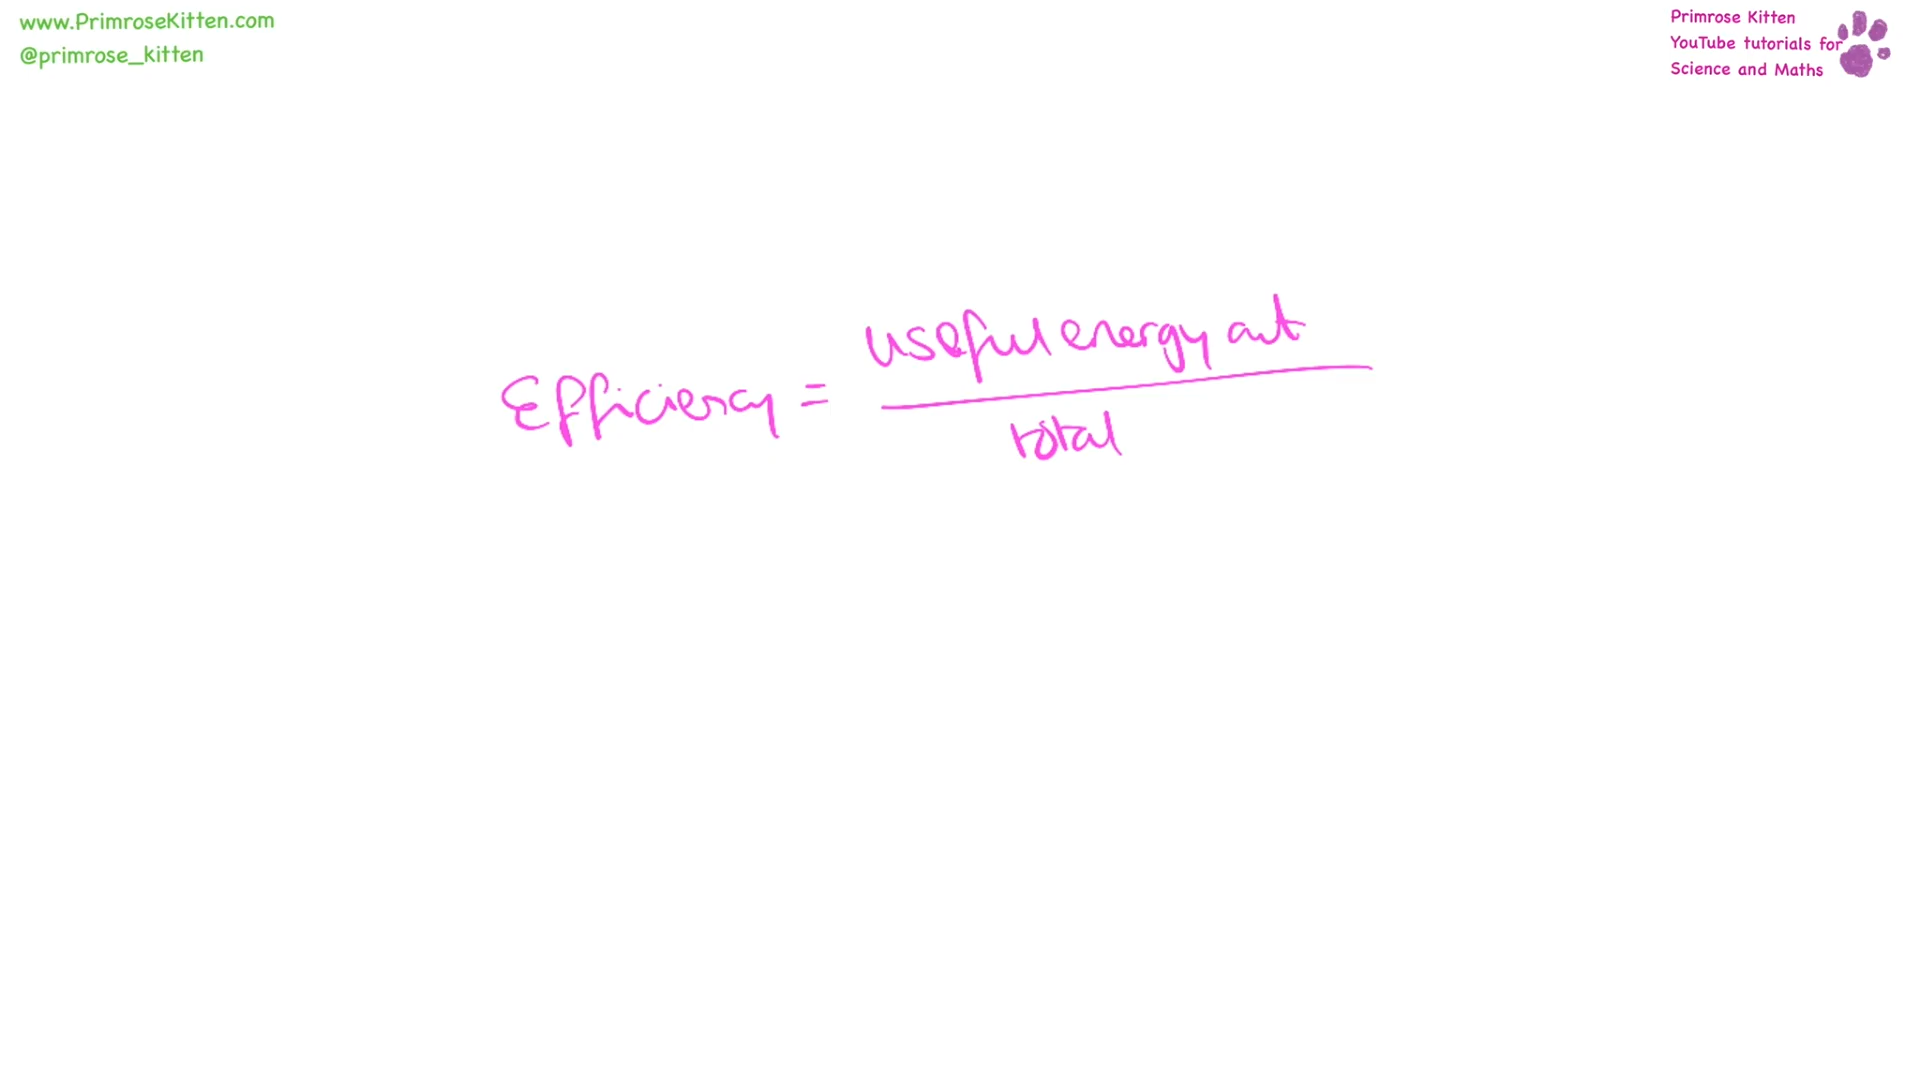 www.PrimroseKitten.com
@primrose_kitten
Primrose Kitten
YouTube tutorials for
Science and Maths
Efficiency = useful energy out
total